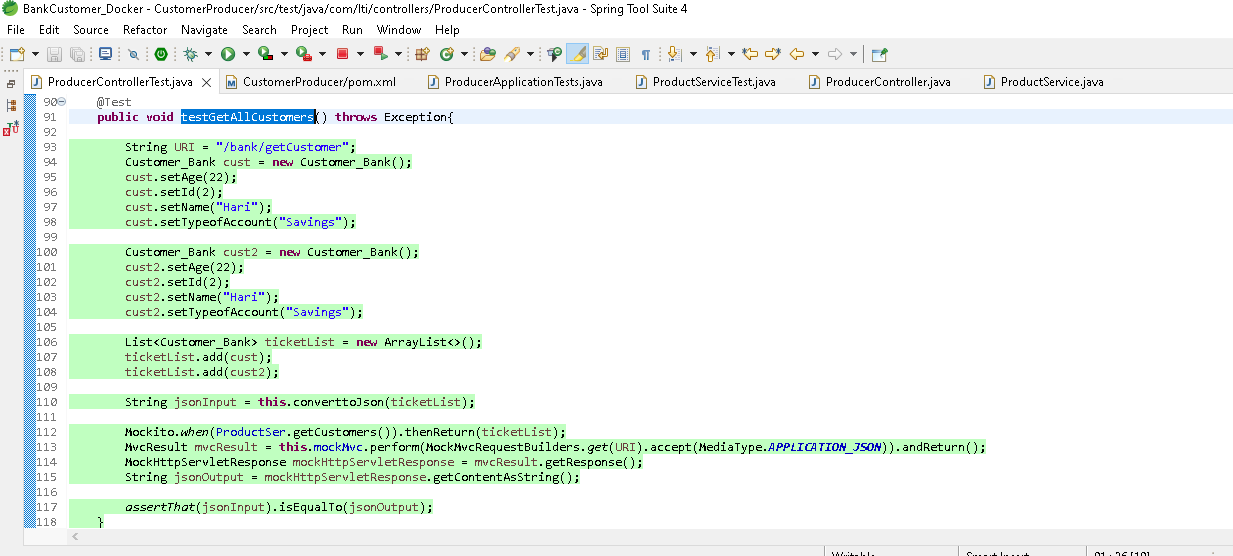 BankCustomer_Docker - CustomerProducer/src/test/java/com/lti/controllers/ProducerControllerTest.java - Spring Tool Suite 4
File Edit Source Refactor Navigate Search Project Run Window Help
ProducerControllerTest.java CustomerProducer/pom.xml ProducerApplicationTests.java ProductServiceTest.java ProducerController.java ProductService.java
90 @Test
91 public void testGetAllCustomers() throws Exception{
92
93 String URI = "/bank/getCustomer";
94 Customer_Bank cust = new Customer_Bank();
95 cust.setAge(22);
96 cust.setId(2);
97 cust.setName("Hari");
98 cust.setTypeofAccount("Savings");
99
100 Customer_Bank cust2 = new Customer_Bank();
101 cust2.setAge(22);
102 cust2.setId(2);
103 cust2.setName("Hari");
104 cust2.setTypeofAccount("Savings");
105
106 List<Customer_Bank> ticketList = new ArrayList<>();
107 ticketList.add(cust);
108 ticketList.add(cust2);
109
110 String jsonInput = this.converttoJson(ticketList);
111
112 Mockito.when(ProductSer.getCustomers()).thenReturn(ticketList);
113 MvcResult mvcResult = this.mockMvc.perform(MockMvcRequestBuilders.get(URI).accept(MediaType.APPLICATION_JSON)).andReturn();
114 MockHttpServletResponse mockHttpServletResponse = mvcResult.getResponse();
115 String jsonOutput = mockHttpServletResponse.getContentAsString();
116
117 assertThat(jsonInput).isEqualTo(jsonOutput);
118 }